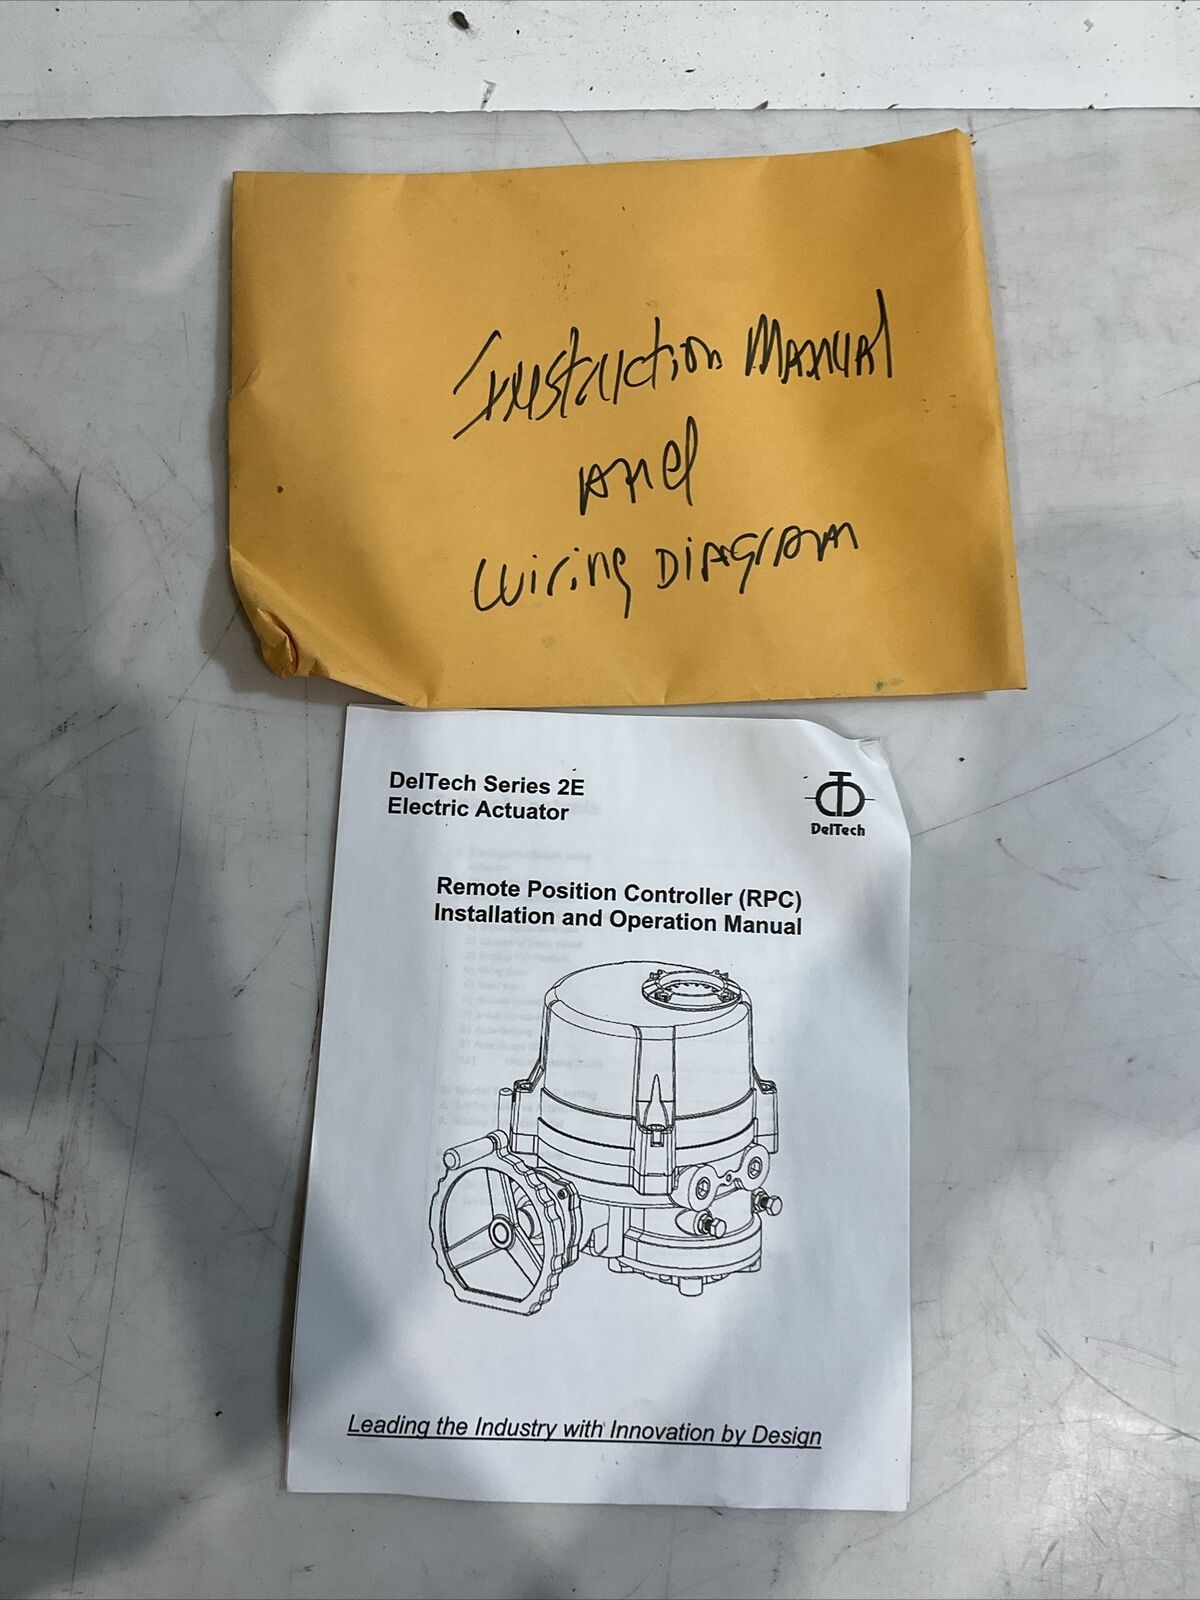 Instruction Manual
and
Wiring Diagram
DelTech Series 2E
Electric Actuator
DelTech
Remote Position Controller (RPC)
Installation and Operation Manual
Leading the Industry with Innovation by Design